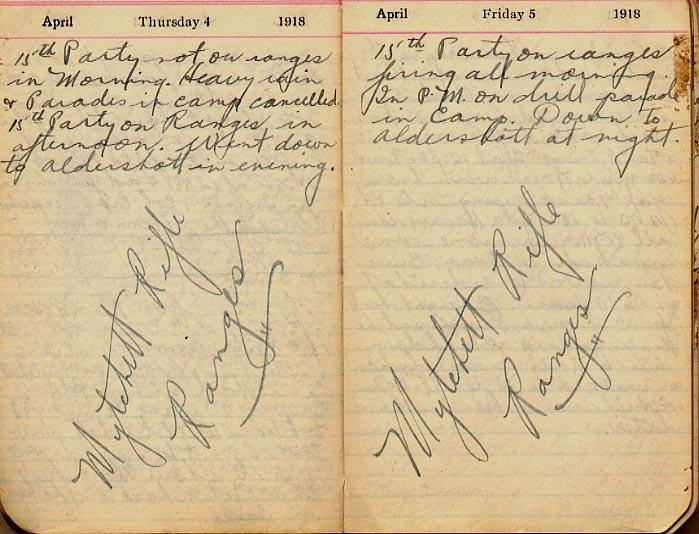 April Thursday 4 1918
15th Party not on ranges
in Morning. Heavy rain
& Parades in camp cancelled.
15th Party on Ranges in
afternoon. Went down
to aldershott in evening.
Mytchett Rifle
Ranges
April Friday 5 1918
15th Party on ranges
firing all morning.
In P.M. on drill parade
in Camp. Down to
aldershott at night.
Mytchett Rifle
Ranges